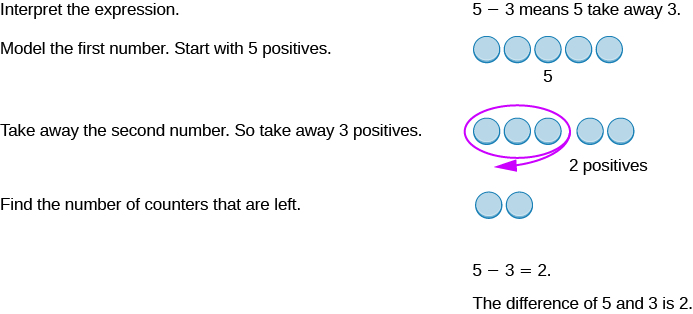 Interpret the expression. 5 − 3 means 5 take away 3.
Model the first number. Start with 5 positives.
5
Take away the second number. So take away 3 positives.
2 positives
Find the number of counters that are left.
5 − 3 = 2.
The difference of 5 and 3 is 2.